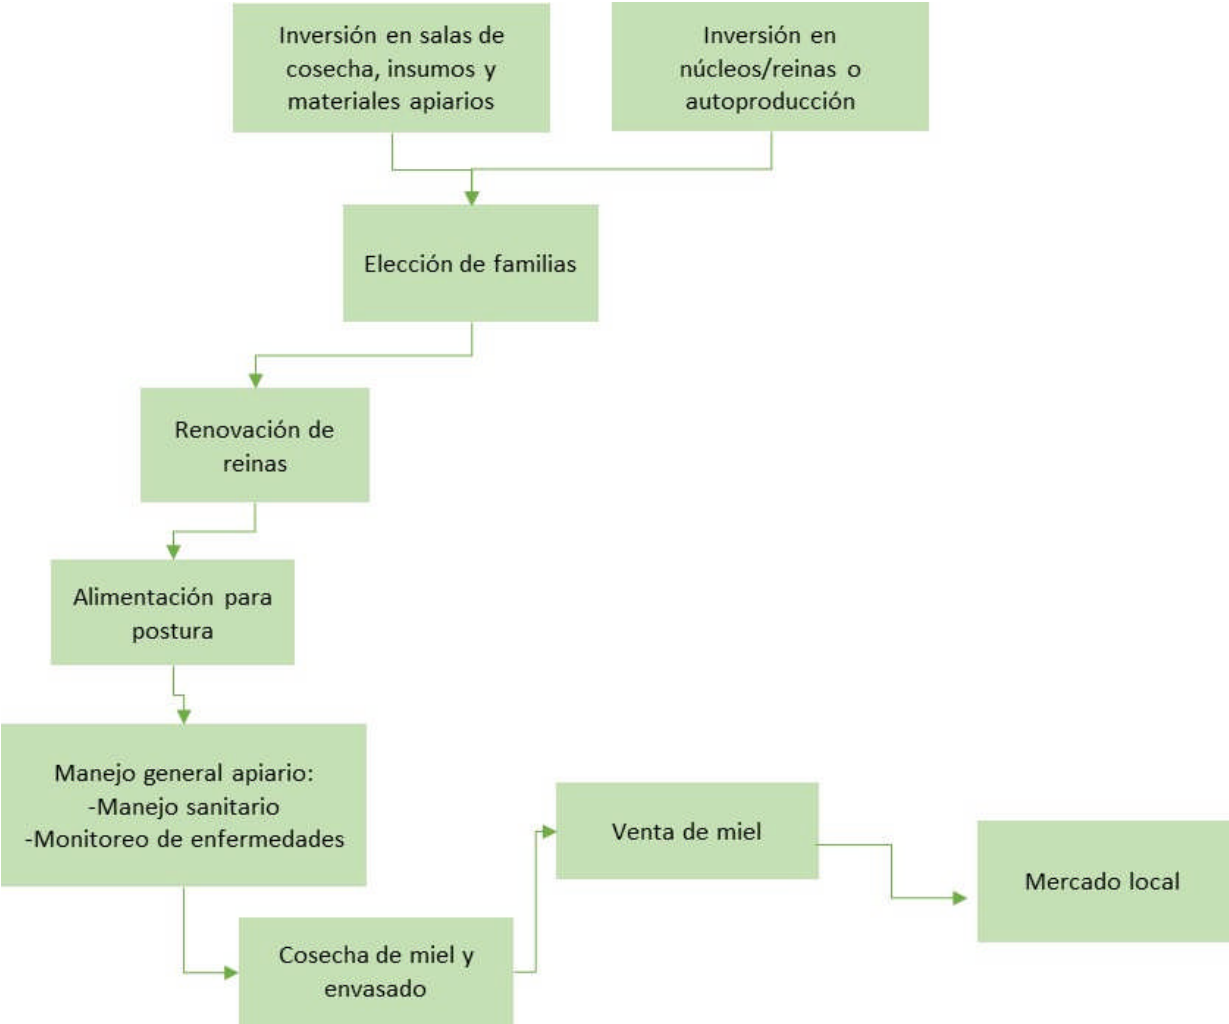 Inversión en salas de
cosecha, insumos y
materiales apiarios
Inversión en
núcleos/reinas o
autoproducción
Elección de familias
Renovación de
reinas
Alimentación para
postura
Manejo general apiario:
-Manejo sanitario
-Monitoreo de enfermedades
Cosecha de miel y
envasado
Venta de miel
Mercado local